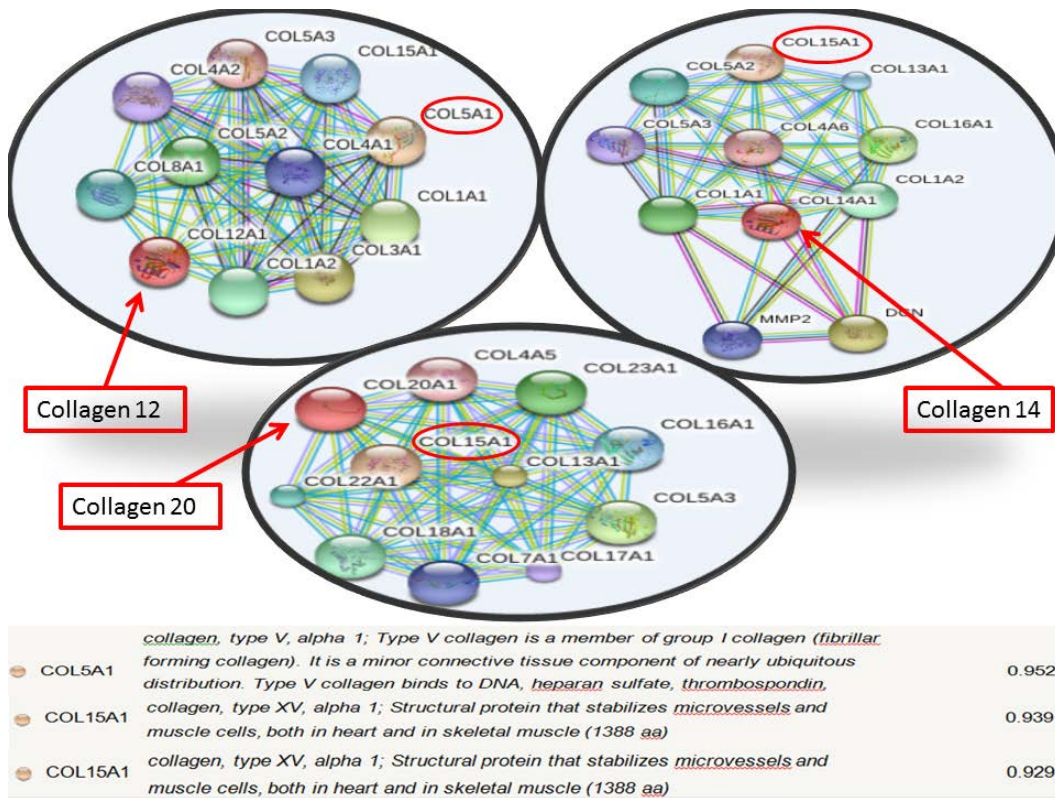 COL5A3
COL15A1
COL4A2
COL5A1
COL5A2
COL4A1
COL8A1
COL1A1
COL12A1
COL3A1
COL1A2
Collagen 12
COL15A1
COL5A2
COL13A1
COL5A3
COL4A6
COL16A1
COL1A1
COL1A2
COL14A1
MMP2
DCN
Collagen 14
COL4A5
COL23A1
COL20A1
COL16A1
COL15A1
COL13A1
COL22A1
COL5A3
COL18A1
COL7A1
COL17A1
Collagen 20
collagen, type V, alpha 1; Type V collagen is a member of group I collagen (fibrillar
COL5A1 forming collagen). It is a minor connective tissue component of nearly ubiquitous 0.952
distribution. Type V collagen binds to DNA, heparan sulfate, thrombospondin,
COL15A1 collagen, type XV, alpha 1; Structural protein that stabilizes microvessels and 0.939
muscle cells, both in heart and in skeletal muscle (1388 aa)
COL15A1 collagen, type XV, alpha 1; Structural protein that stabilizes microvessels and 0.929
muscle cells, both in heart and in skeletal muscle (1388 aa)